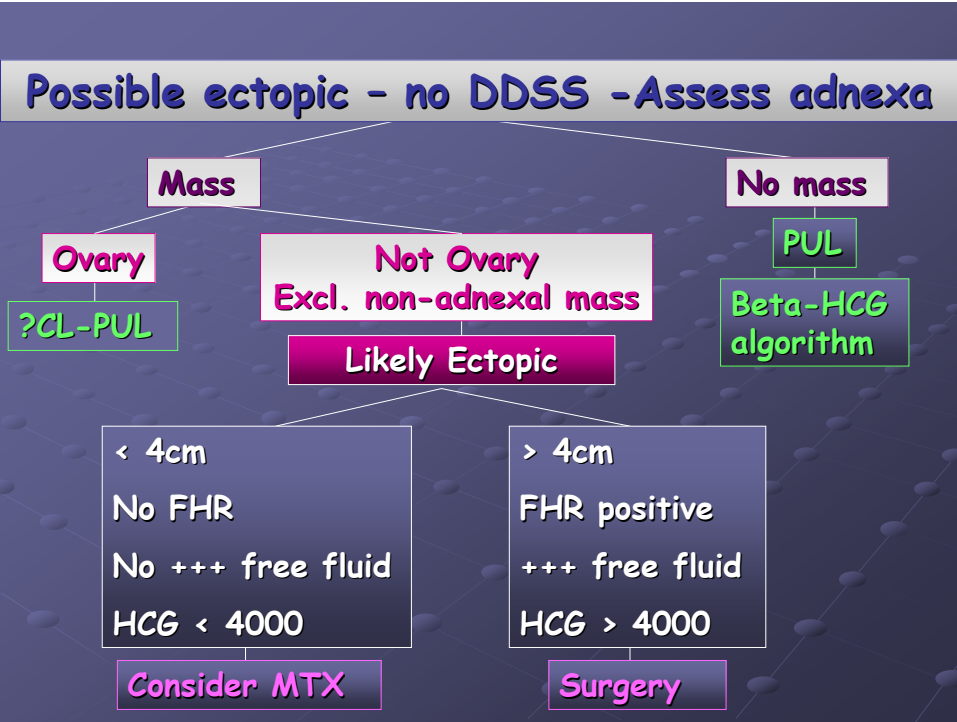 Possible ectopic – no DDSS -Assess adnexa
Mass
No mass
Ovary
Not Ovary
Excl. non-adnexal mass
PUL
?CL-PUL
Beta-HCG
algorithm
Likely Ectopic
< 4cm
No FHR
No +++ free fluid
HCG < 4000
> 4cm
FHR positive
+++ free fluid
HCG > 4000
Consider MTX
Surgery